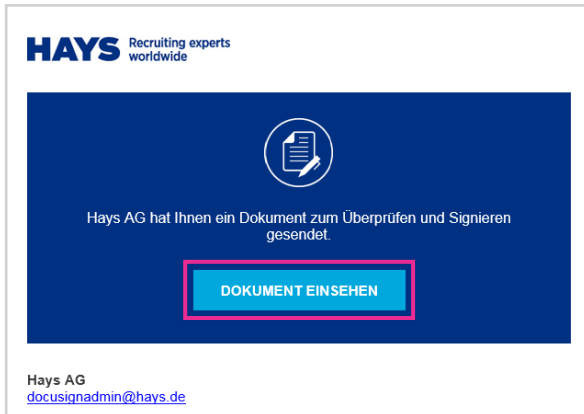 HAYS Recruiting experts
worldwide
Hays AG hat Ihnen ein Dokument zum Überprüfen und Signieren
gesendet.
DOKUMENT EINSEHEN
Hays AG
docusignadmin@hays.de